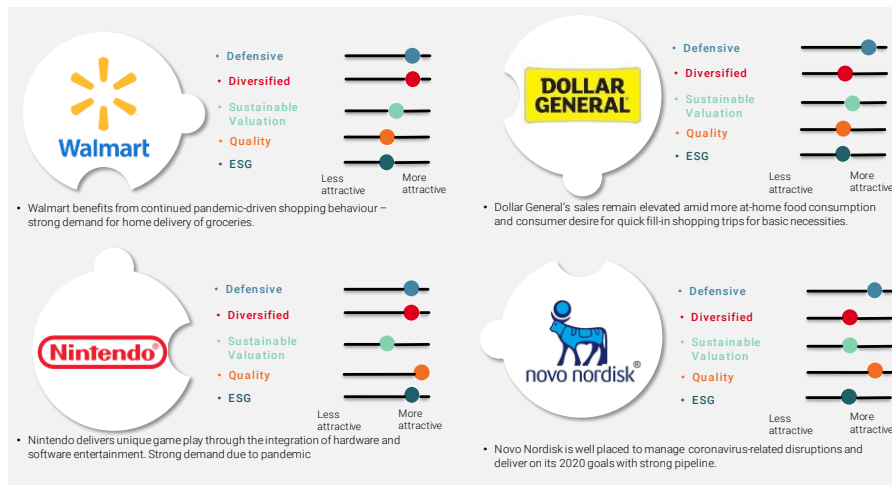 Walmart
• Defensive
• Diversified
• Sustainable
Valuation
• Quality
• ESG
Less
attractive
More
attractive
• Walmart benefits from continued pandemic-driven shopping behaviour –
strong demand for home delivery of groceries.
DOLLAR
GENERAL
• Defensive
• Diversified
• Sustainable
Valuation
• Quality
• ESG
Less
attractive
More
attractive
• Dollar General's sales remain elevated amid more at-home food consumption
and consumer desire for quick fill-in shopping trips for basic necessities.
Nintendo®
• Defensive
• Diversified
• Sustainable
Valuation
• Quality
• ESG
Less
attractive
More
attractive
• Nintendo delivers unique game play through the integration of hardware and
software entertainment. Strong demand due to pandemic
novo nordisk®
• Defensive
• Diversified
• Sustainable
Valuation
• Quality
• ESG
Less
attractive
More
attractive
• Novo Nordisk is well placed to manage coronavirus-related disruptions and
deliver on its 2020 goals with strong pipeline.